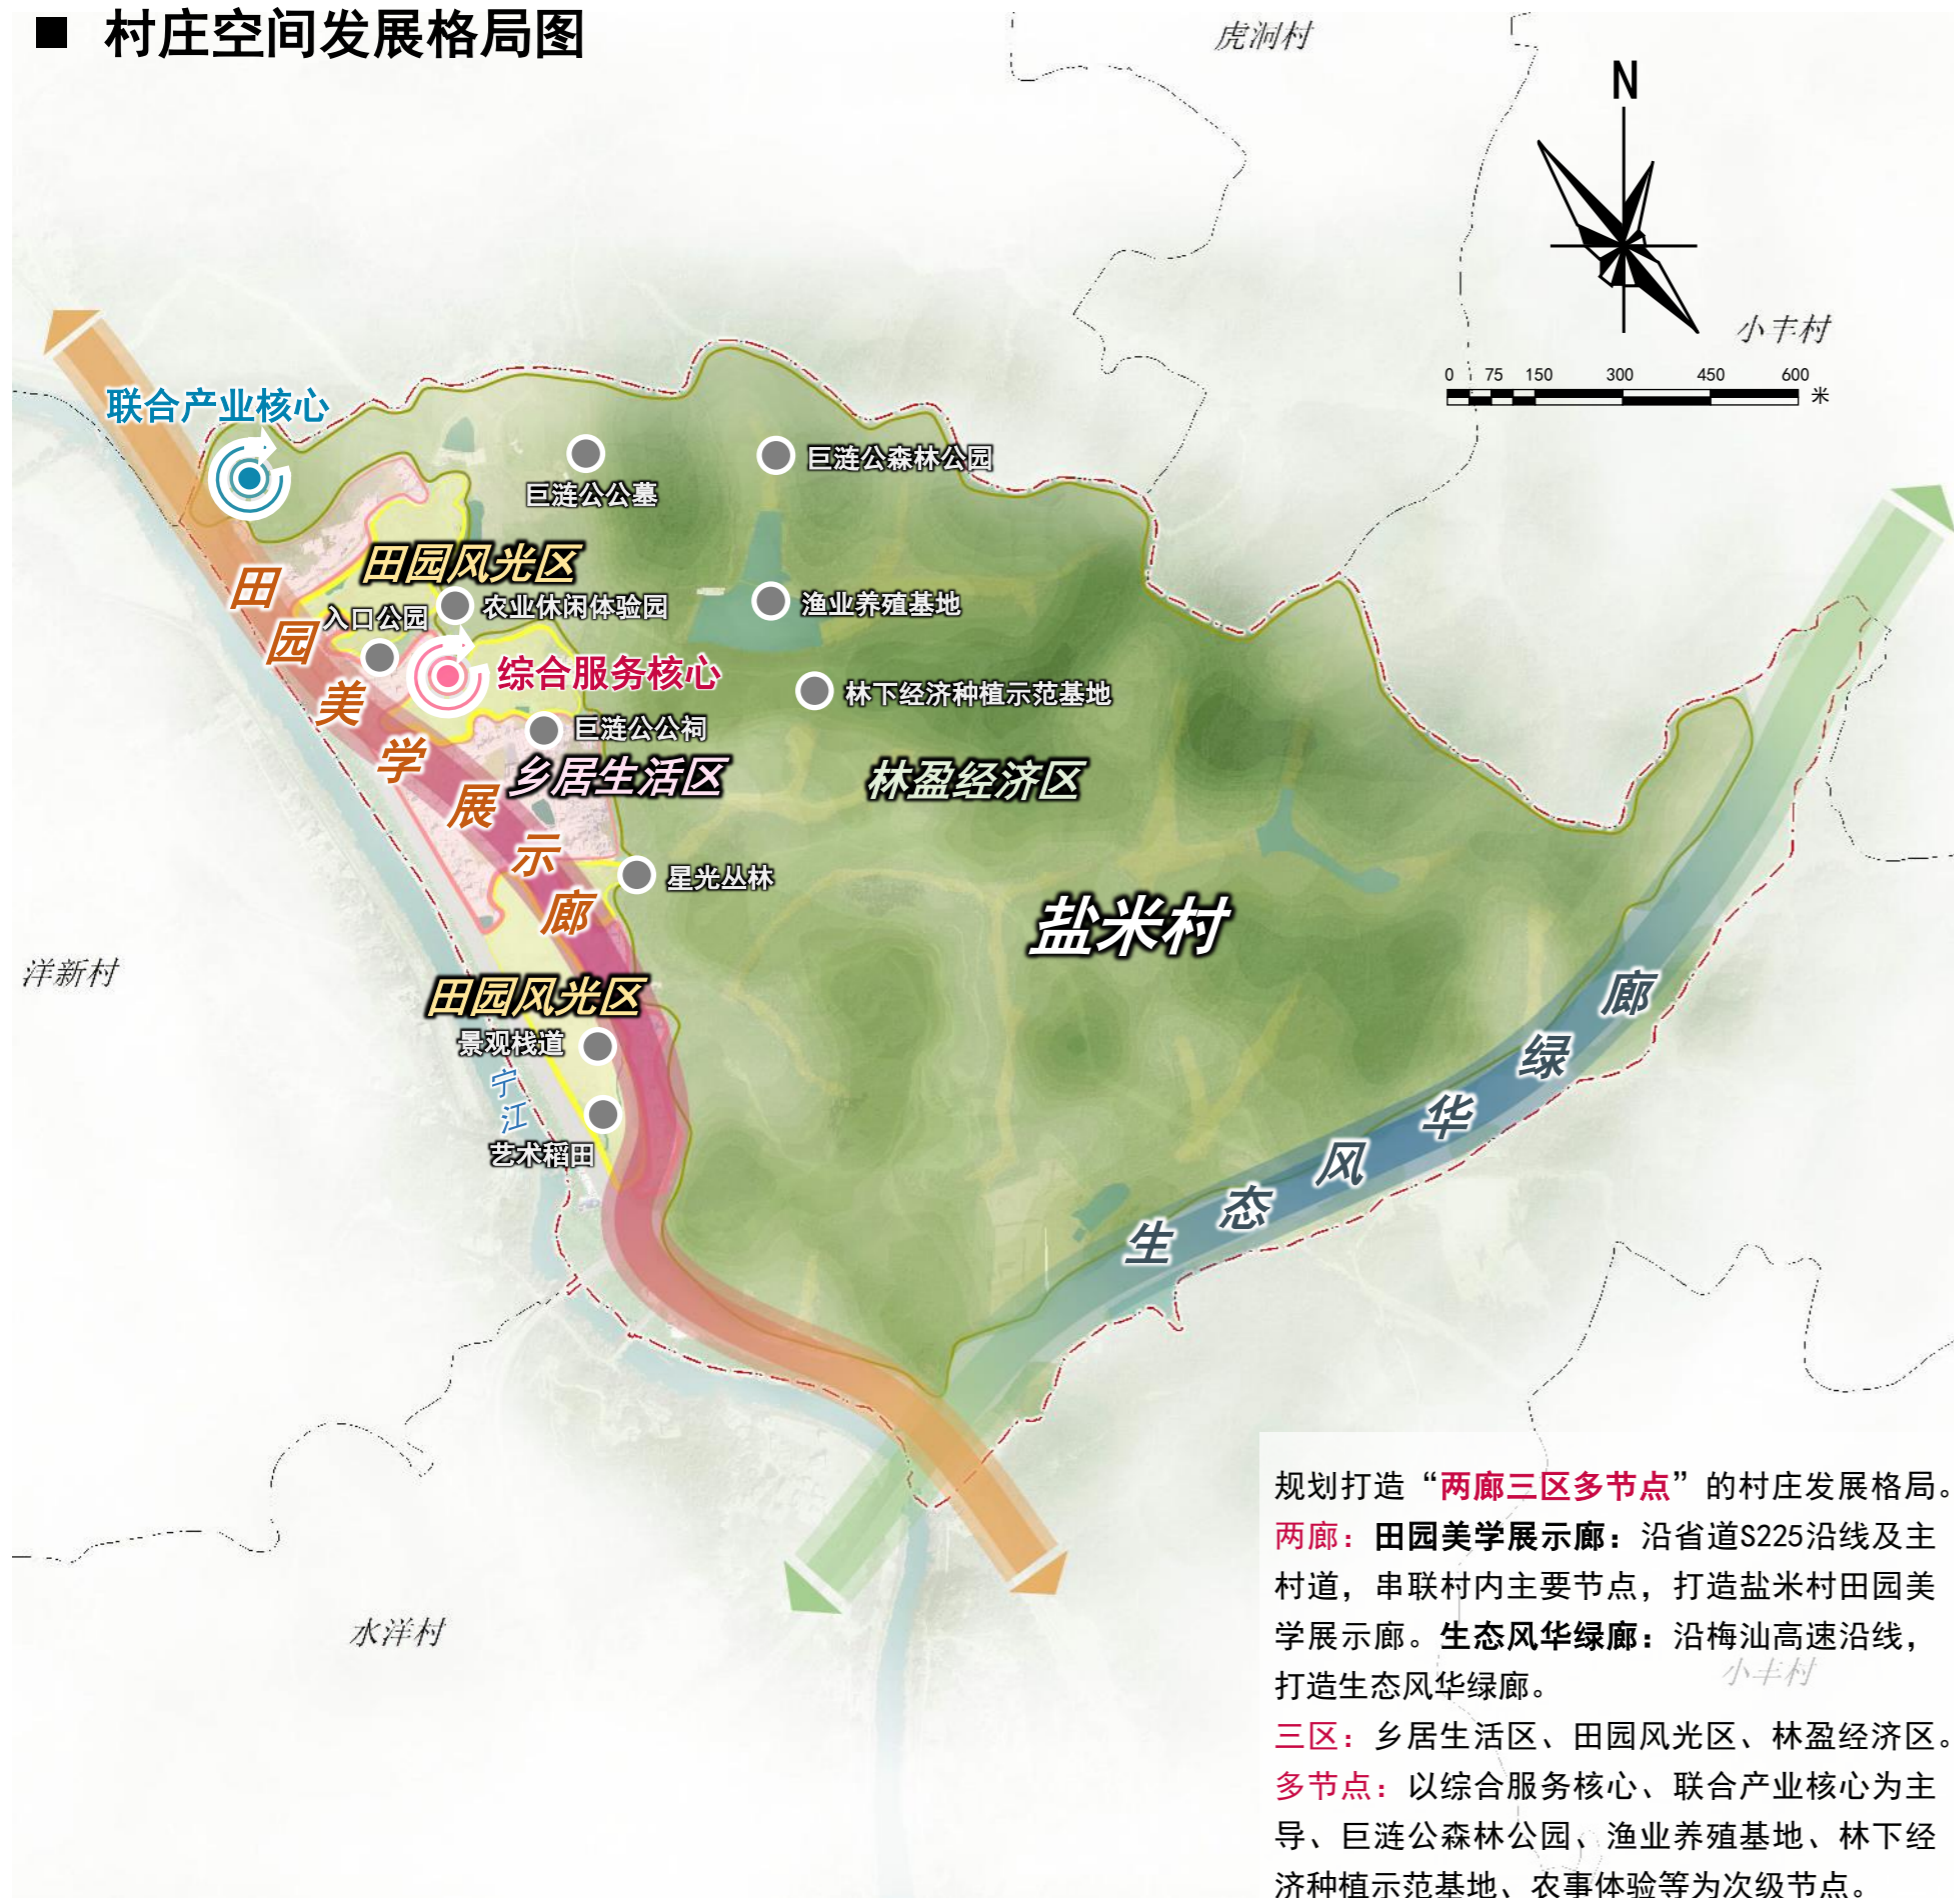 ■ 村庄空间发展格局图
虎洞村
N
小丰村
0 75 150 300 450 600
米
联合产业核心
巨涟公公墓
巨涟公森林公园
田园风光区
农业休闲体验园
入口公园
渔业养殖基地
综合服务核心
林下经济种植示范基地
巨涟公公祠
乡居生活区
林盈经济区
田园美学展示廊
星光丛林
盐米村
洋新村
田园风光区
景观栈道
宁江
艺术稻田
生态风华绿廊
水洋村
规划打造“两廊三区多节点”的村庄发展格局。
两廊：田园美学展示廊：沿省道S225沿线及主
村道，串联村内主要节点，打造盐米村田园美
学展示廊。生态风华绿廊：沿梅汕高速沿线，
打造生态风华绿廊。
小丰村
三区：乡居生活区、田园风光区、林盈经济区。
多节点：以综合服务核心、联合产业核心为主
导、巨涟公森林公园、渔业养殖基地、林下经
济种植示范基地、农事体验等为次级节点。